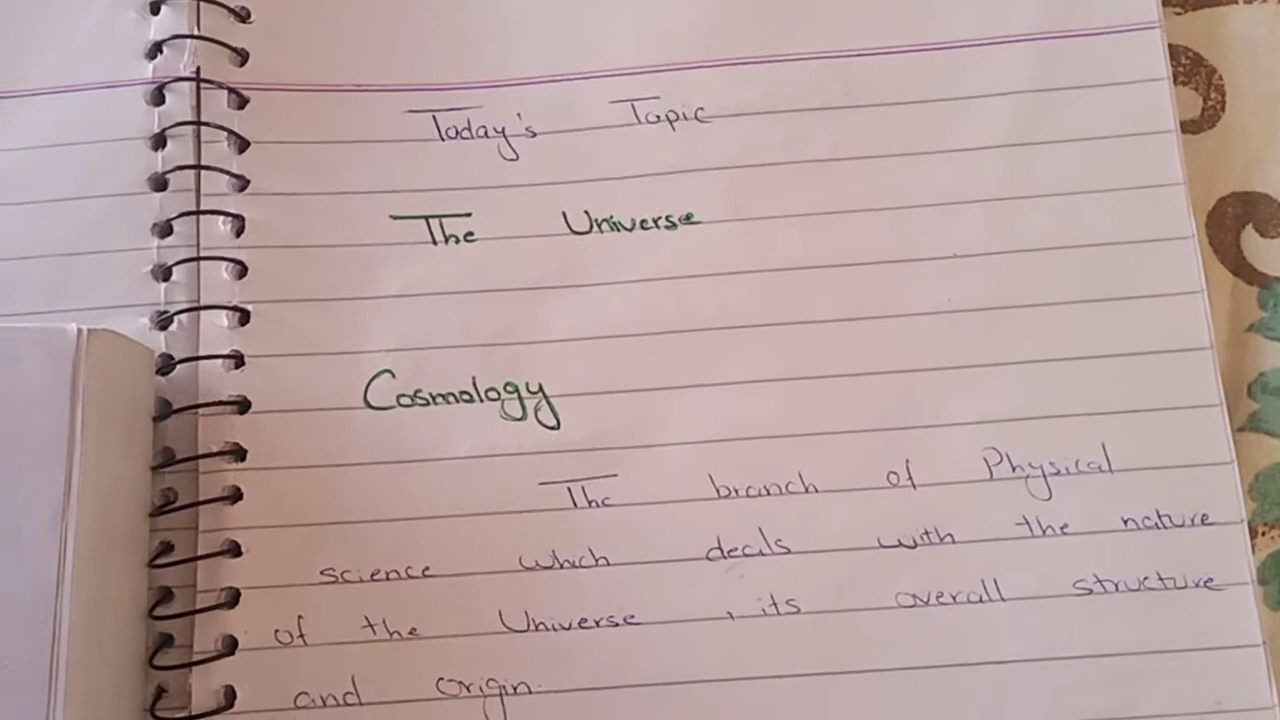 Today's Topic
The Universe
Cosmology
The branch of Physical
science which deals with the nature
of the Universe , its overall structure
and origin.